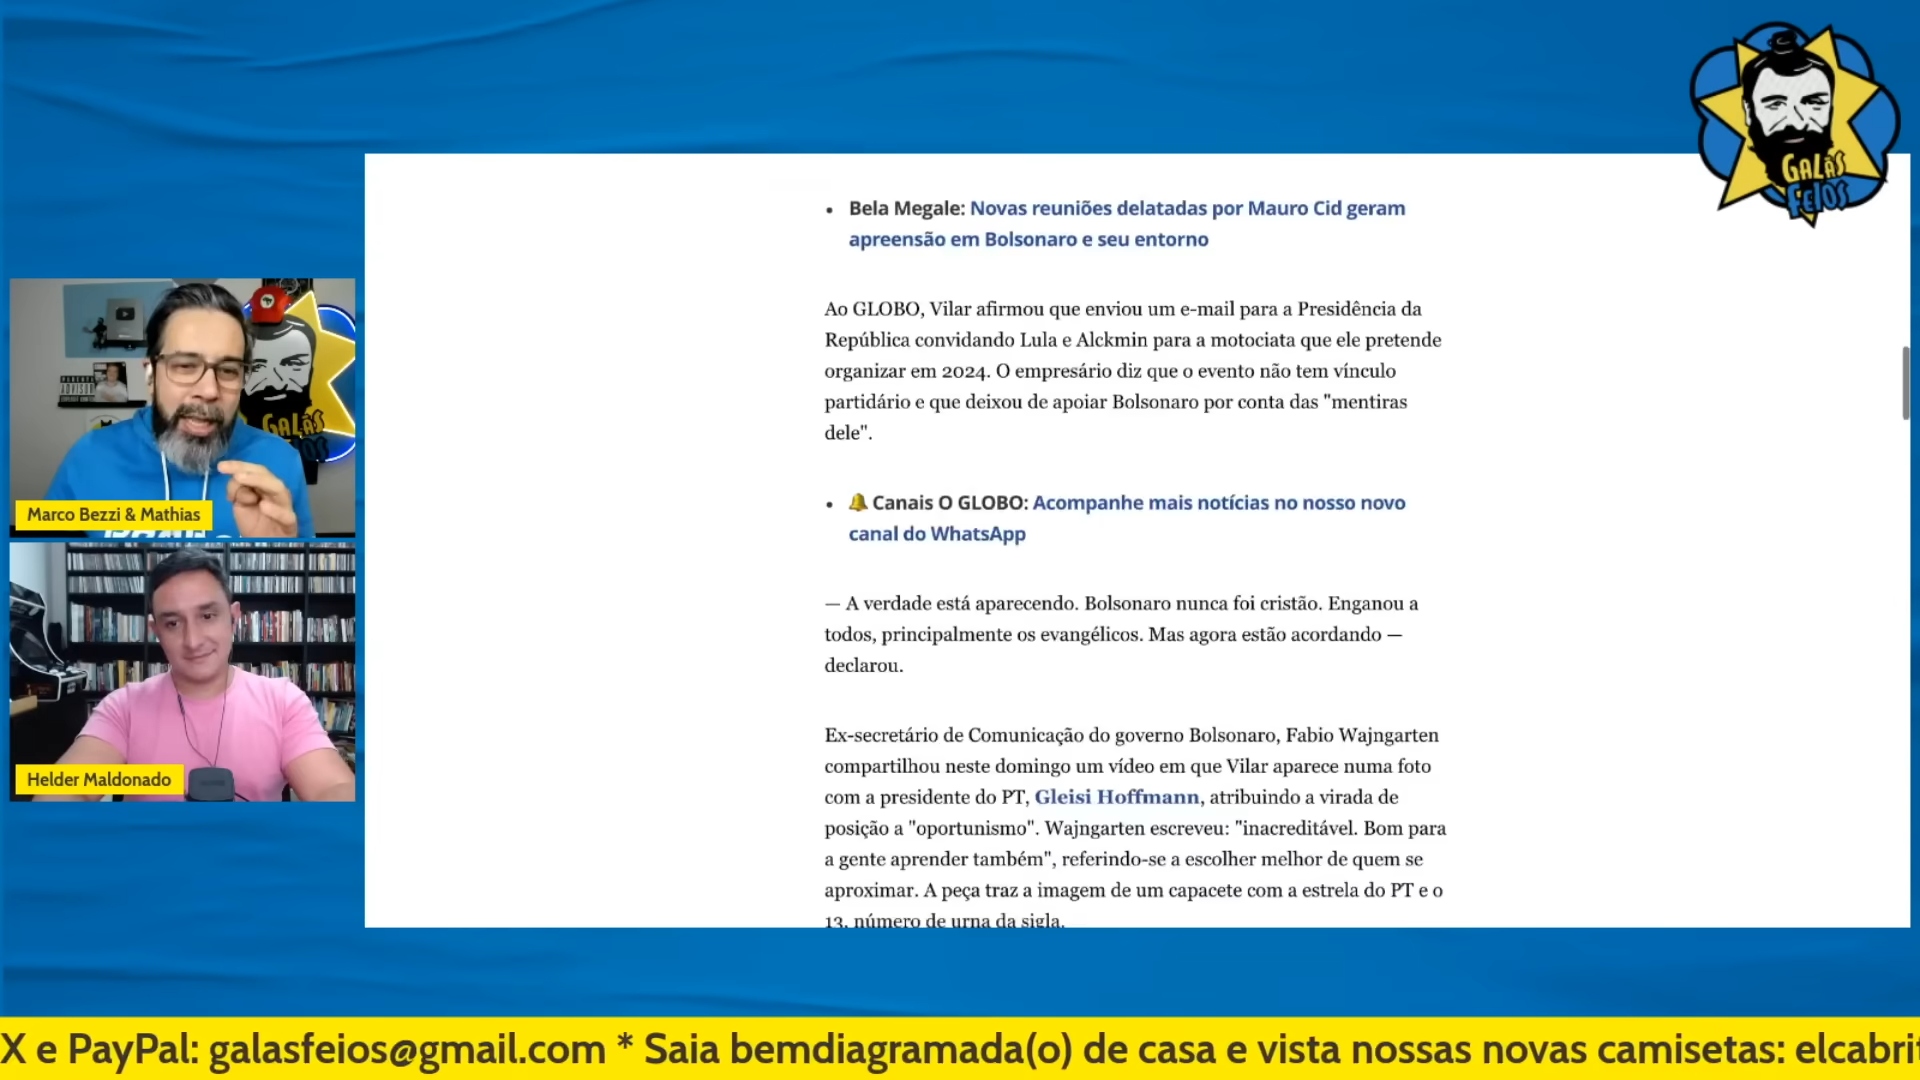 GALÃS
FEIOS
Bela Megale: Novas reuniões delatadas por Mauro Cid geram
apreensão em Bolsonaro e seu entorno
Ao GLOBO, Vilar afirmou que enviou um e-mail para a Presidência da
República convidando Lula e Alckmin para a motociata que ele pretende
organizar em 2024. O empresário diz que o evento não tem vínculo
partidário e que deixou de apoiar Bolsonaro por conta das "mentiras
dele".
Canais O GLOBO: Acompanhe mais notícias no nosso novo
canal do WhatsApp
— A verdade está aparecendo. Bolsonaro nunca foi cristão. Enganou a
todos, principalmente os evangélicos. Mas agora estão acordando —
declarou.
Ex-secretário de Comunicação do governo Bolsonaro, Fabio Wajngarten
compartilhou neste domingo um vídeo em que Vilar aparece numa foto
com a presidente do PT, Gleisi Hoffmann, atribuindo a virada de
posição a "oportunismo". Wajngarten escreveu: "inacreditável. Bom para
a gente aprender também", referindo-se a escolher melhor de quem se
aproximar. A peça traz a imagem de um capacete com a estrela do PT e o
13, número de urna da sigla.
GALÃS
FEIOS
Marco Bezzi & Mathias
Helder Maldonado
X e PayPal: galasfeios@gmail.com * Saia bemdiagramada(o) de casa e vista nossas novas camisetas: elcabrit